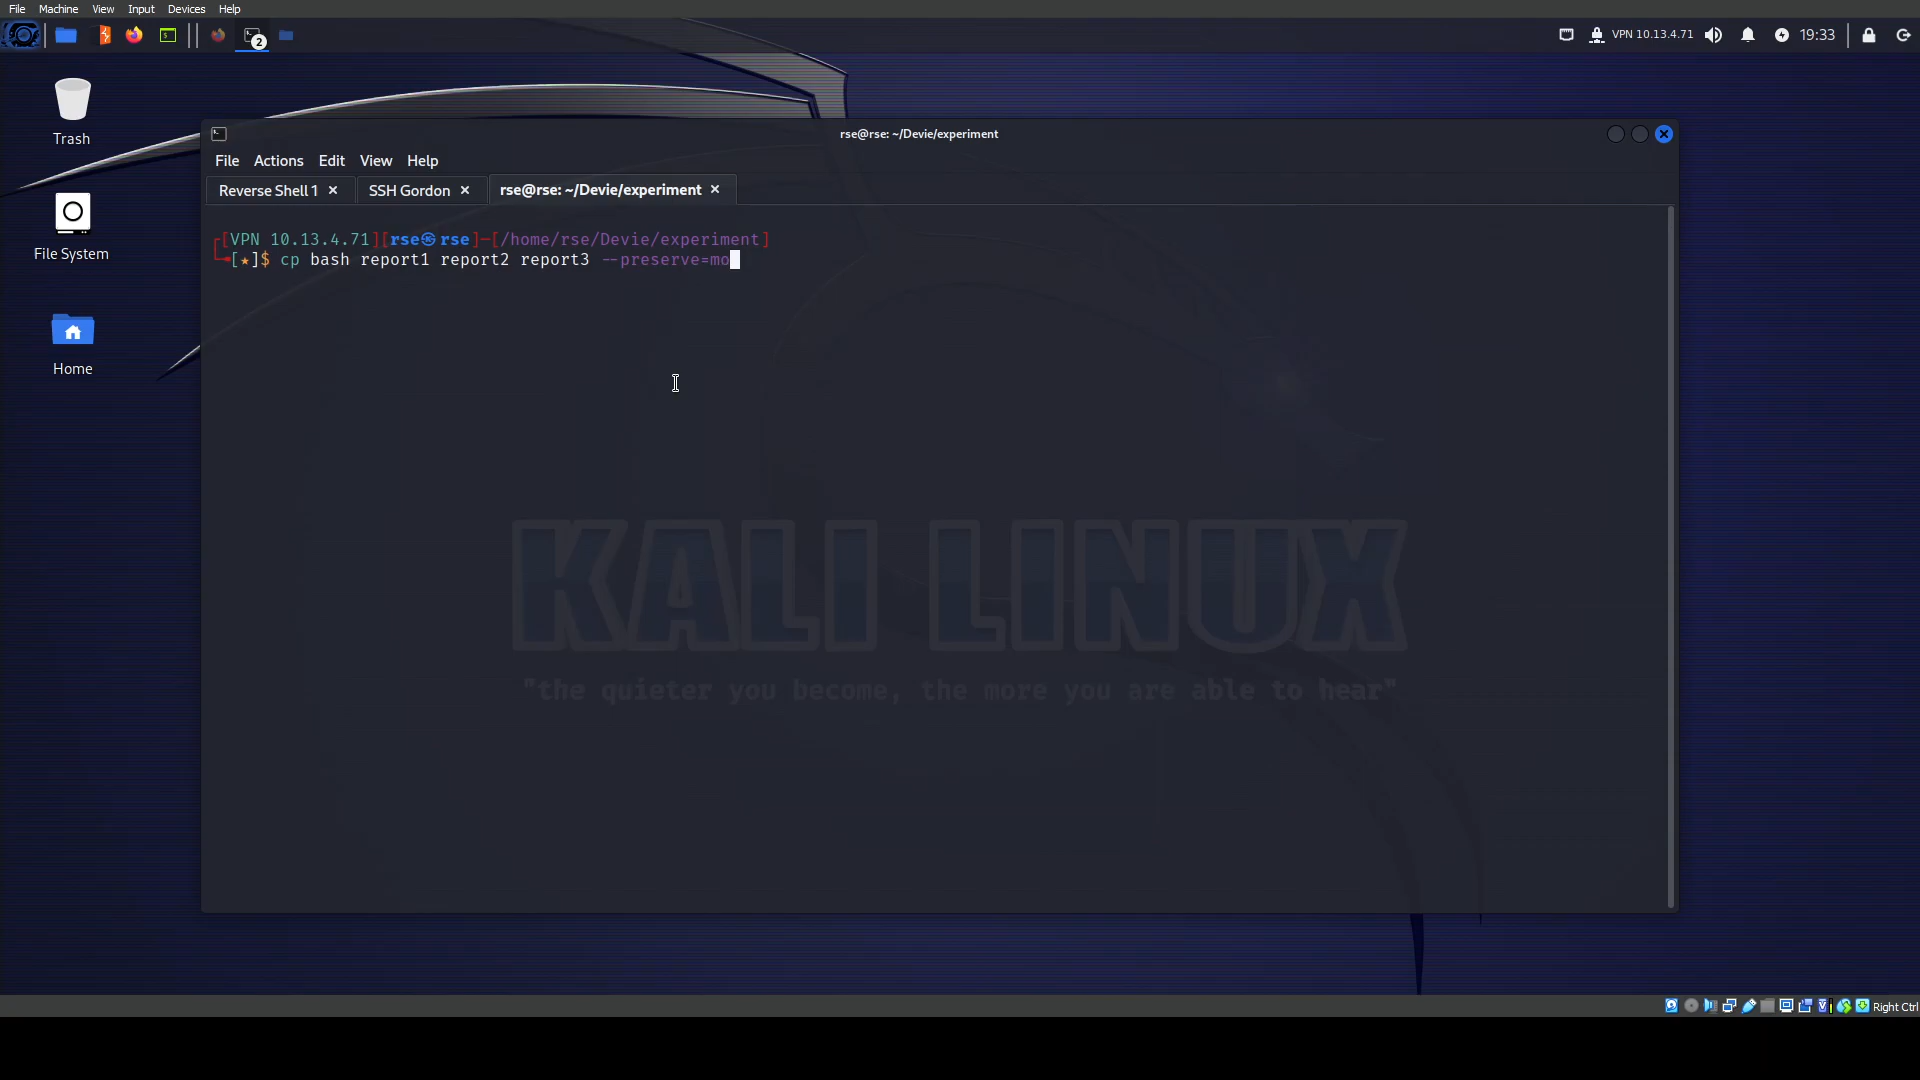 File Machine View Input Devices Help
2
VPN 10.13.4.71 19:33
Trash
File System
Home
rse@rse: ~/Devie/experiment
File Actions Edit View Help
Reverse Shell 1 SSH Gordon rse@rse: ~/Devie/experiment
[VPN 10.13.4.71][rse㉿rse]-[/home/rse/Devie/experiment]
[★]$ cp bash report1 report2 report3 --preserve=mo
KALI LINUX
"the quieter you become, the more you are able to hear"
Right Ctrl